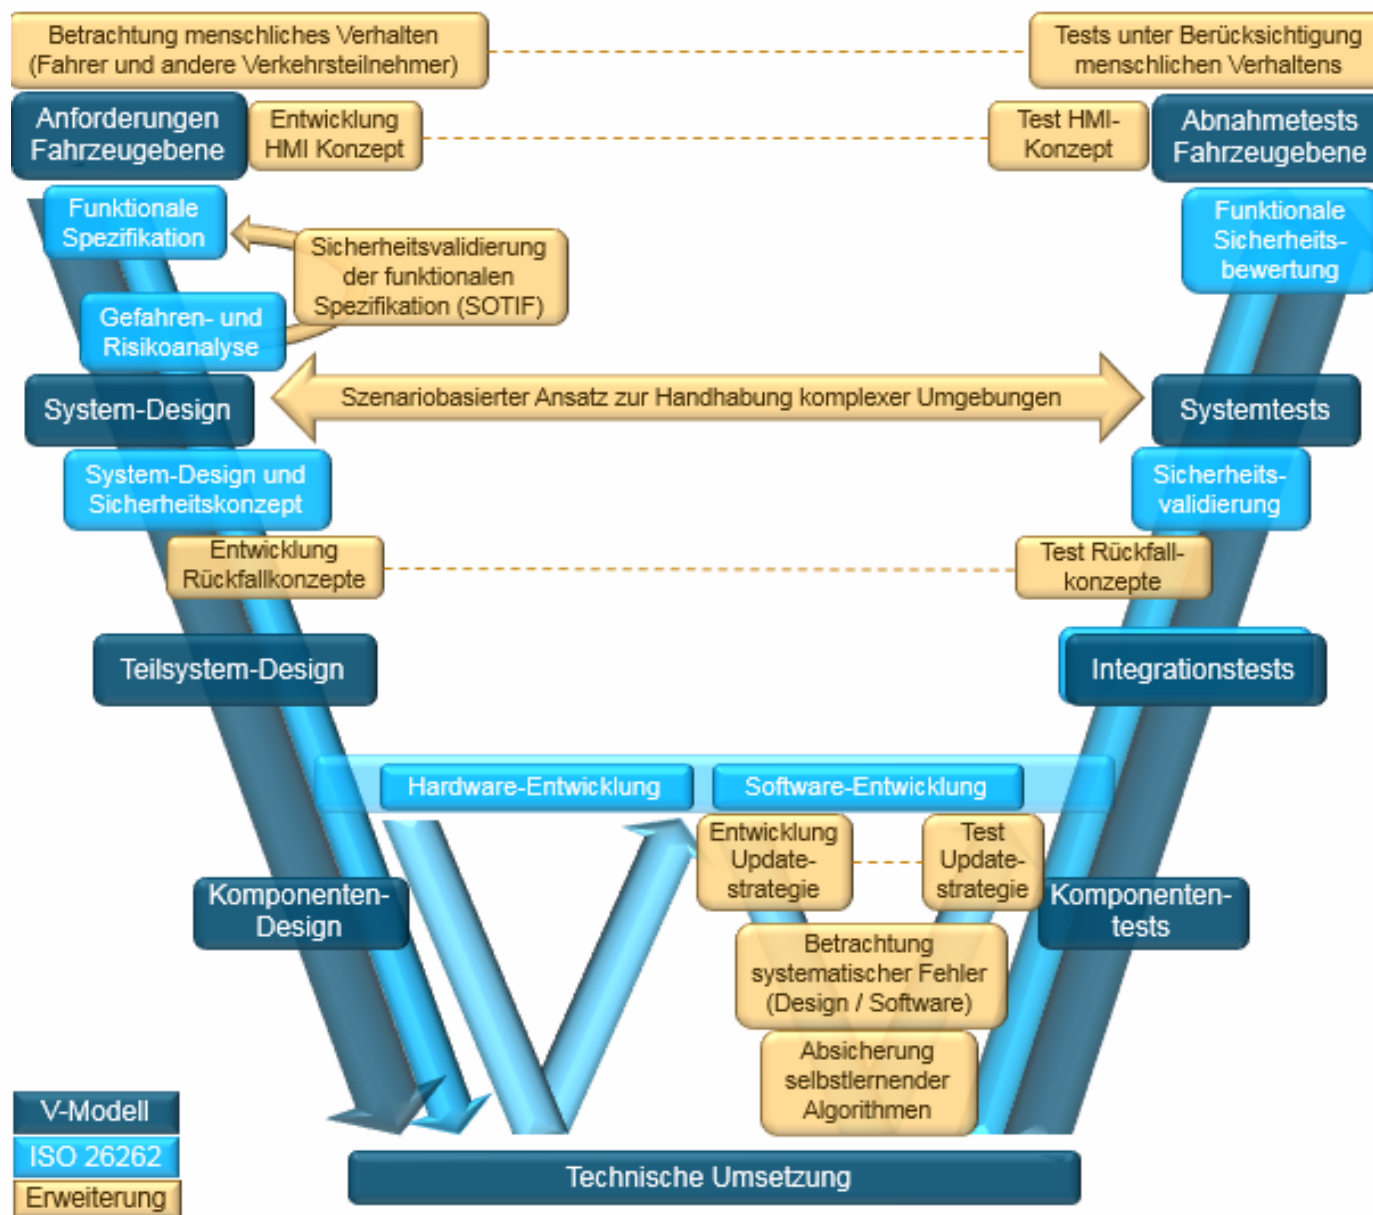 Betrachtung menschliches Verhalten
(Fahrer und andere Verkehrsteilnehmer)
Tests unter Berücksichtigung
menschlichen Verhaltens
Anforderungen
Fahrzeugebene
Entwicklung
HMI Konzept
Test HMI-
Konzept
Abnahmetests
Fahrzeugebene
Funktionale
Spezifikation
Sicherheitsvalidierung
der funktionalen
Spezifikation (SOTIF)
Funktionale
Sicherheits-
bewertung
Gefahren- und
Risikoanalyse
System-Design
Szenariobasierter Ansatz zur Handhabung komplexer Umgebungen
Systemtests
System-Design und
Sicherheitskonzept
Sicherheits-
validierung
Entwicklung
Rückfallkonzepte
Test Rückfall-
konzepte
Teilsystem-Design
Integrationstests
Hardware-Entwicklung
Software-Entwicklung
Entwicklung
Update-
strategie
Test
Update-
strategie
Komponenten-
Design
Komponenten-
tests
Betrachtung
systematischer Fehler
(Design / Software)
Absicherung
selbstlernender
Algorithmen
V-Modell
ISO 26262
Erweiterung
Technische Umsetzung